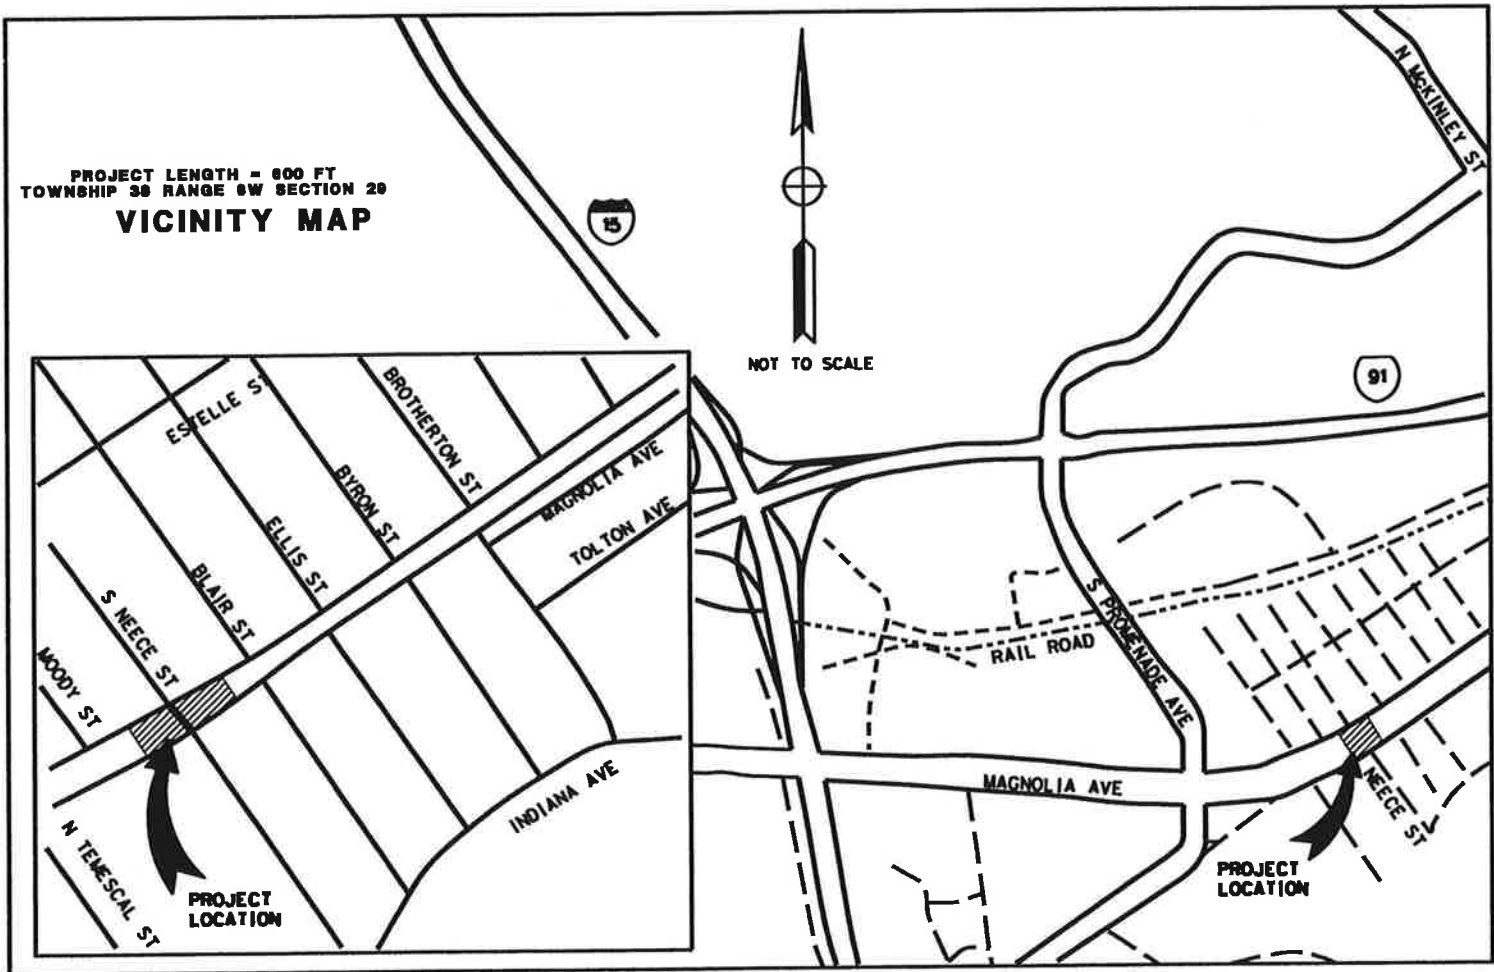 PROJECT LENGTH = 600 FT
TOWNSHIP 3S RANGE 6W SECTION 29
VICINITY MAP
15
NOT TO SCALE
N McKINLEY ST
91
S PROMENADE AVE
RAIL ROAD
MAGNOLIA AVE
NEECE ST
PROJECT
LOCATION
ESTELLE ST
BROTHERTON ST
BYRON ST
ELLIS ST
BLAIR ST
S NEECE ST
MOODY ST
MAGNOLIA AVE
TOLTON AVE
INDIANA AVE
N TEMESCAL ST
PROJECT
LOCATION